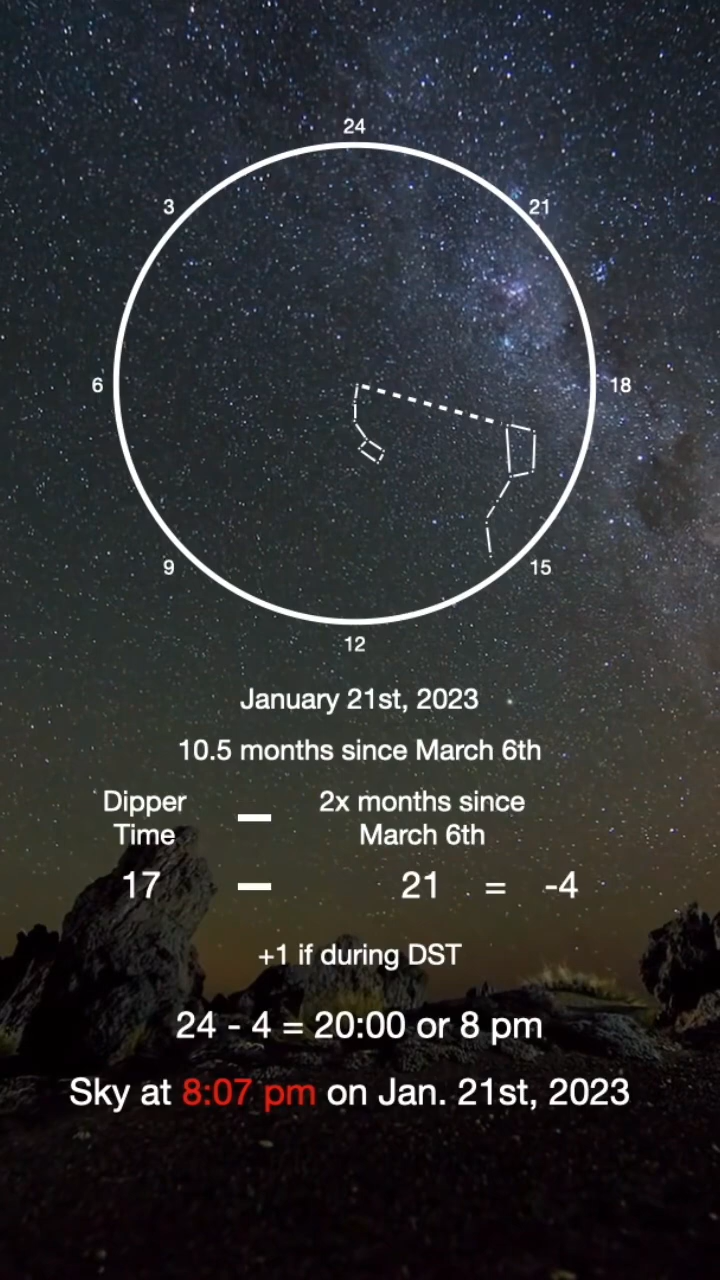 24
3
21
6
18
9
15
12
January 21st, 2023
10.5 months since March 6th
Dipper Time − 2x months since March 6th
17 − 21 = -4
+1 if during DST
24 - 4 = 20:00 or 8 pm
Sky at 8:07 pm on Jan. 21st, 2023